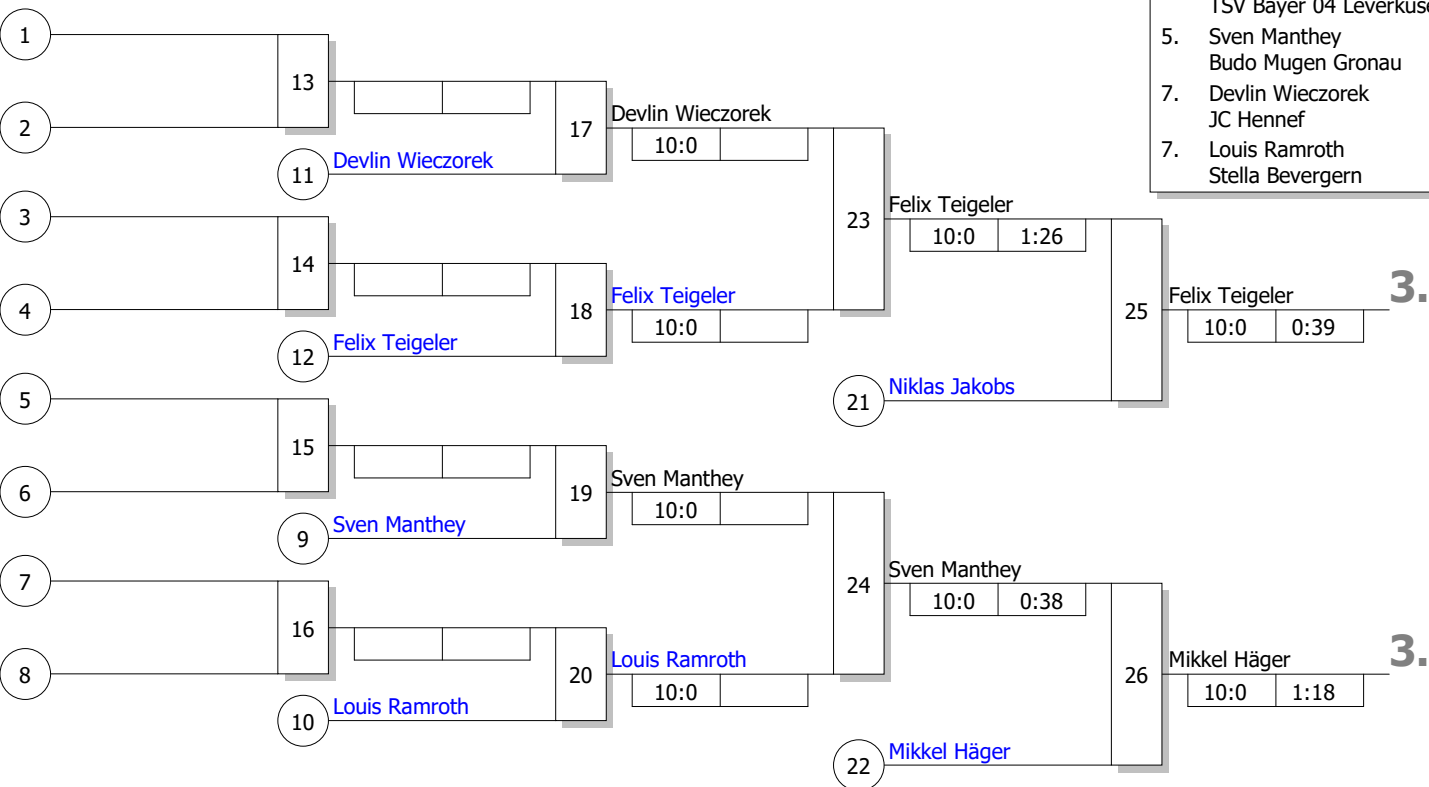 TSV Bayer 04 Leverkuse
5. Sven Manthey
Budo Mugen Gronau
7. Devlin Wieczorek
JC Hennef
7. Louis Ramroth
Stella Bevergern
1
13
2
17
Devlin Wieczorek
10:0
11
Devlin Wieczorek
3
23
Felix Teigeler
10:0 1:26
14
4
18
Felix Teigeler
10:0
12
Felix Teigeler
25
Felix Teigeler
10:0 0:39
3.
5
21
Niklas Jakobs
15
6
19
Sven Manthey
10:0
9
Sven Manthey
7
24
Sven Manthey
10:0 0:38
16
8
20
Louis Ramroth
10:0
10
Louis Ramroth
26
Mikkel Häger
10:0 1:18
3.
22
Mikkel Häger